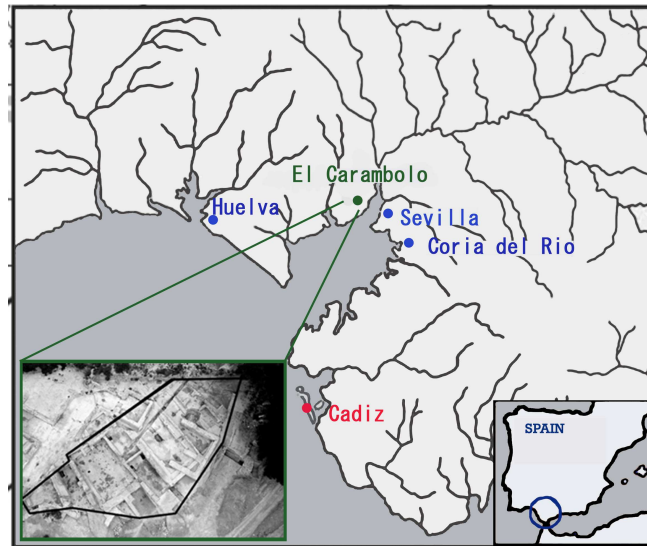 El Carambolo
Huelva
Sevilla
Coria del Rio
Cadiz
SPAIN